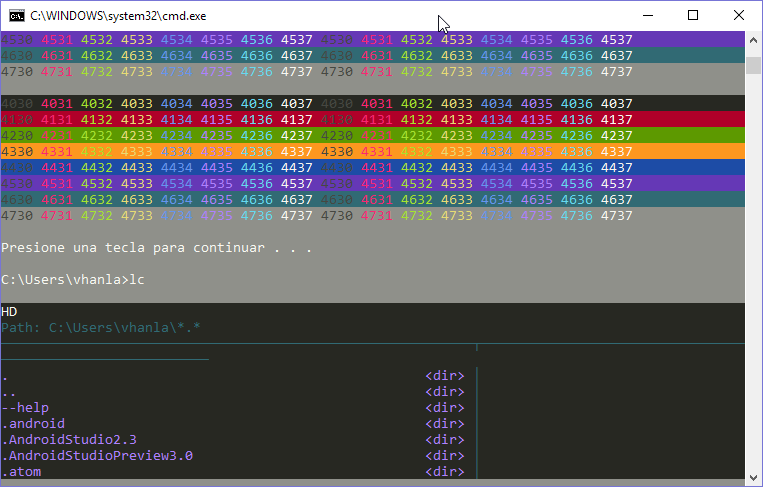 C:\WINDOWS\system32\cmd.exe
4530 4531 4532 4533 4534 4535 4536 4537 4530 4531 4532 4533 4534 4535 4536 4537
4630 4631 4632 4633 4634 4635 4636 4637 4630 4631 4632 4633 4634 4635 4636 4637
4730 4731 4732 4733 4734 4735 4736 4737 4730 4731 4732 4733 4734 4735 4736 4737
4030 4031 4032 4033 4034 4035 4036 4037 4030 4031 4032 4033 4034 4035 4036 4037
4130 4131 4132 4133 4134 4135 4136 4137 4130 4131 4132 4133 4134 4135 4136 4137
4230 4231 4232 4233 4234 4235 4236 4237 4230 4231 4232 4233 4234 4235 4236 4237
4330 4331 4332 4333 4334 4335 4336 4337 4330 4331 4332 4333 4334 4335 4336 4337
4430 4431 4432 4433 4434 4435 4436 4437 4430 4431 4432 4433 4434 4435 4436 4437
4530 4531 4532 4533 4534 4535 4536 4537 4530 4531 4532 4533 4534 4535 4536 4537
4630 4631 4632 4633 4634 4635 4636 4637 4630 4631 4632 4633 4634 4635 4636 4637
4730 4731 4732 4733 4734 4735 4736 4737 4730 4731 4732 4733 4734 4735 4736 4737
Presione una tecla para continuar . . .
C:\Users\vhanla>lc
HD
Path: C:\Users\vhanla\*.*
. <dir>
.. <dir>
--help <dir>
.android <dir>
.AndroidStudio2.3 <dir>
.AndroidStudioPreview3.0 <dir>
.atom <dir>